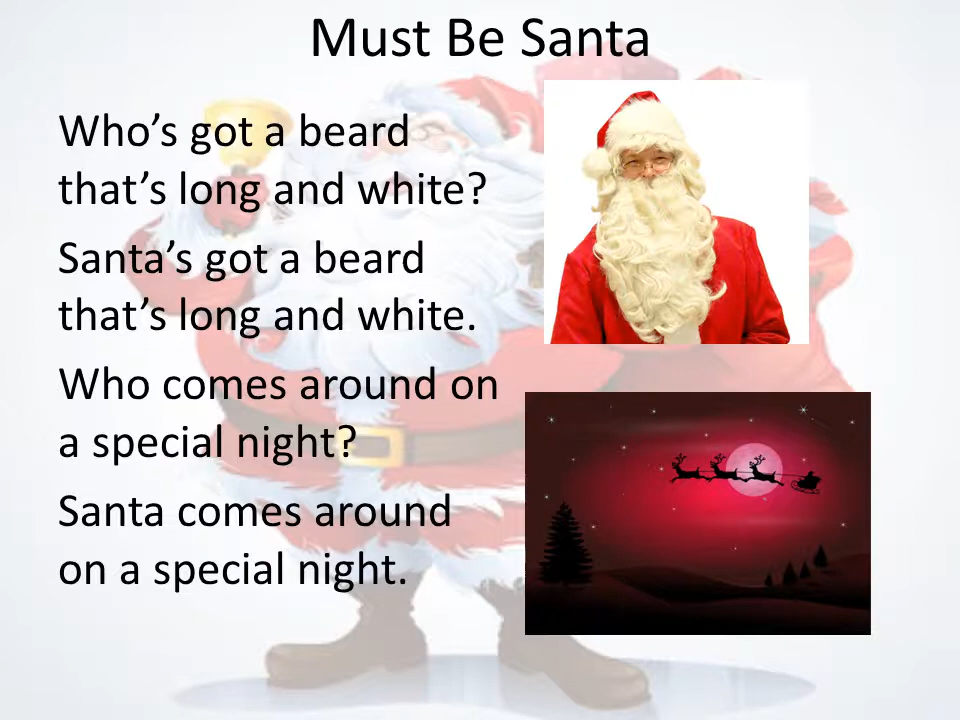 Must Be Santa
Who’s got a beard
that’s long and white?
Santa’s got a beard
that’s long and white.
Who comes around on
a special night?
Santa comes around
on a special night.